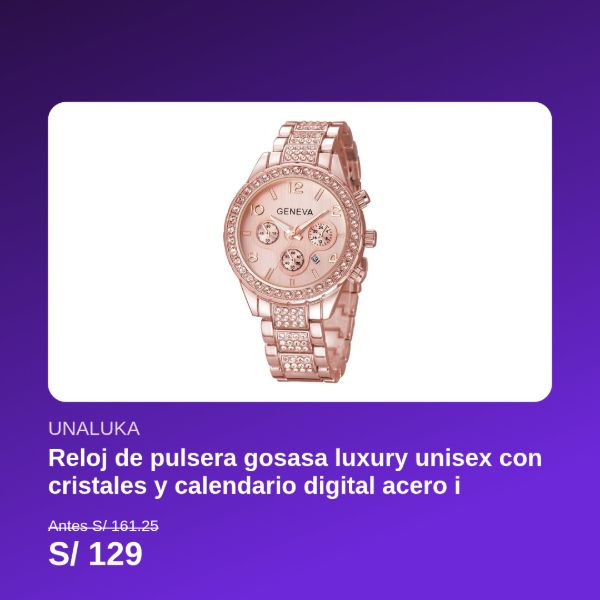 GENEVA
UNALUKA
Reloj de pulsera gosasa luxury unisex con
cristales y calendario digital acero i
Antes S/ 161.25
S/ 129